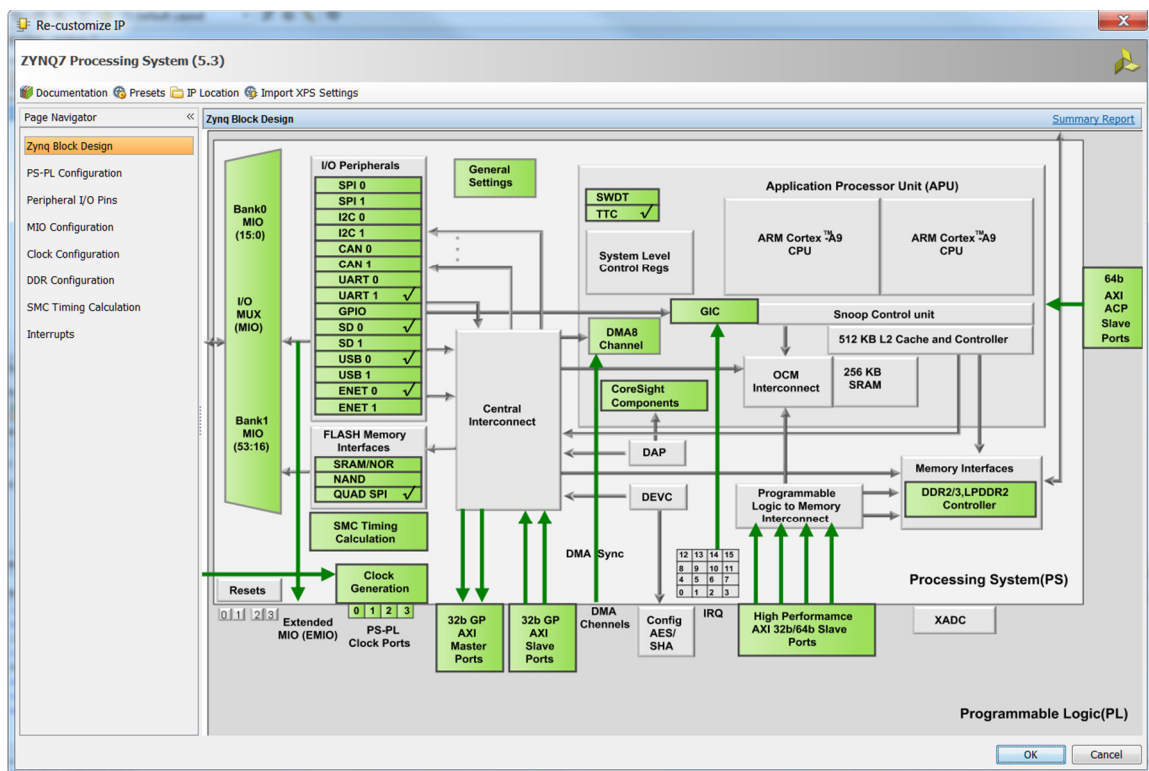 Re-customize IP
ZYNQ7 Processing System (5.3)
Documentation Presets IP Location Import XPS Settings
Page Navigator
Zynq Block Design
PS-PL Configuration
Peripheral I/O Pins
MIO Configuration
Clock Configuration
DDR Configuration
SMC Timing Calculation
Interrupts
Zynq Block Design
Summary Report
Bank0
MIO
(15:0)
I/O
MUX
(MIO)
Bank1
MIO
(53:16)
I/O Peripherals
SPI 0
SPI 1
I2C 0
I2C 1
CAN 0
CAN 1
UART 0
UART 1 ✓
GPIO
SD 0 ✓
SD 1
USB 0 ✓
USB 1
ENET 0 ✓
ENET 1
FLASH Memory
Interfaces
SRAM/NOR
NAND
QUAD SPI ✓
SMC Timing
Calculation
General
Settings
Central
Interconnect
Application Processor Unit (APU)
SWDT
TTC ✓
System Level
Control Regs
ARM Cortex™-A9
CPU
ARM Cortex™-A9
CPU
GIC
Snoop Control unit
512 KB L2 Cache and Controller
DMA8
Channel
OCM
Interconnect
256 KB
SRAM
CoreSight
Components
DAP
DEVC
Programmable
Logic to Memory
Interconnect
Memory Interfaces
DDR2/3,LPDDR2
Controller
64b
AXI
ACP
Slave
Ports
Processing System(PS)
Resets
0 1 2 3
Extended
MIO (EMIO)
Clock
Generation
0 1 2 3
PS-PL
Clock Ports
32b GP
AXI
Master
Ports
32b GP
AXI
Slave
Ports
DMA Sync
DMA
Channels
Config
AES/
SHA
12 13 14 15
8 9 10 11
4 5 6 7
0 1 2 3
IRQ
High Performamce
AXI 32b/64b Slave
Ports
XADC
Programmable Logic(PL)
OK Cancel